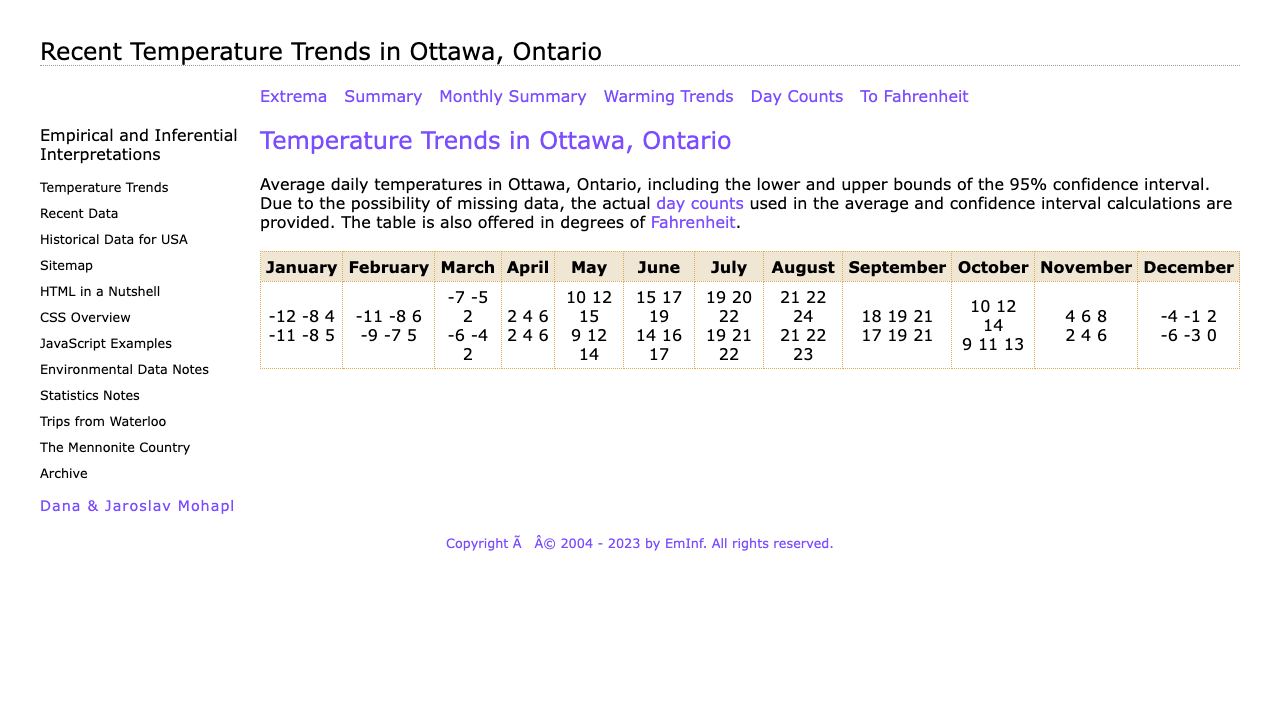 Recent Temperature Trends in Ottawa, Ontario
Extrema Summary Monthly Summary Warming Trends Day Counts To Fahrenheit
Empirical and Inferential
Interpretations
Temperature Trends
Recent Data
Historical Data for USA
Sitemap
HTML in a Nutshell
CSS Overview
JavaScript Examples
Environmental Data Notes
Statistics Notes
Trips from Waterloo
The Mennonite Country
Archive
Dana & Jaroslav Mohapl
Temperature Trends in Ottawa, Ontario
Average daily temperatures in Ottawa, Ontario, including the lower and upper bounds of the 95% confidence interval.
Due to the possibility of missing data, the actual day counts used in the average and confidence interval calculations are
provided. The table is also offered in degrees of Fahrenheit.
January February March April May June July August September October November December
-12 -8 4
-11 -8 5
-11 -8 6
-9 -7 5
-7 -5
2
-6 -4
2
2 4 6
2 4 6
10 12
15
9 12
14
15 17
19
14 16
17
19 20
22
19 21
22
21 22
24
21 22
23
18 19 21
17 19 21
10 12
14
9 11 13
4 6 8
2 4 6
-4 -1 2
-6 -3 0
Copyright Ã Â© 2004 - 2023 by EmInf. All rights reserved.